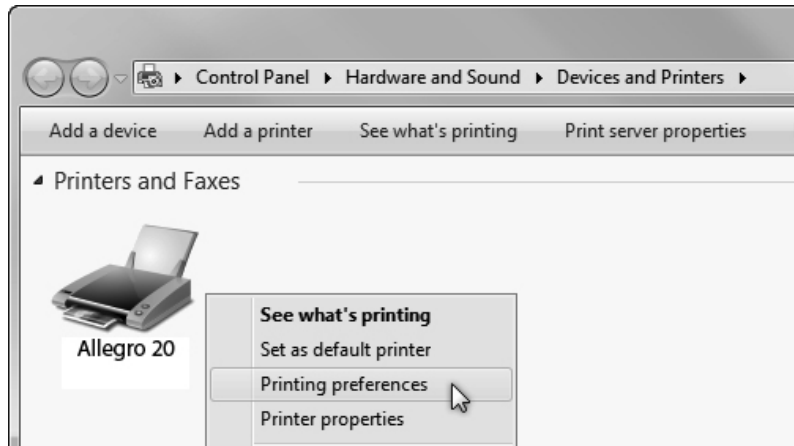 Control Panel Hardware and Sound Devices and Printers
Add a device Add a printer See what's printing Print server properties
Printers and Faxes
Allegro 20
See what's printing
Set as default printer
Printing preferences
Printer properties